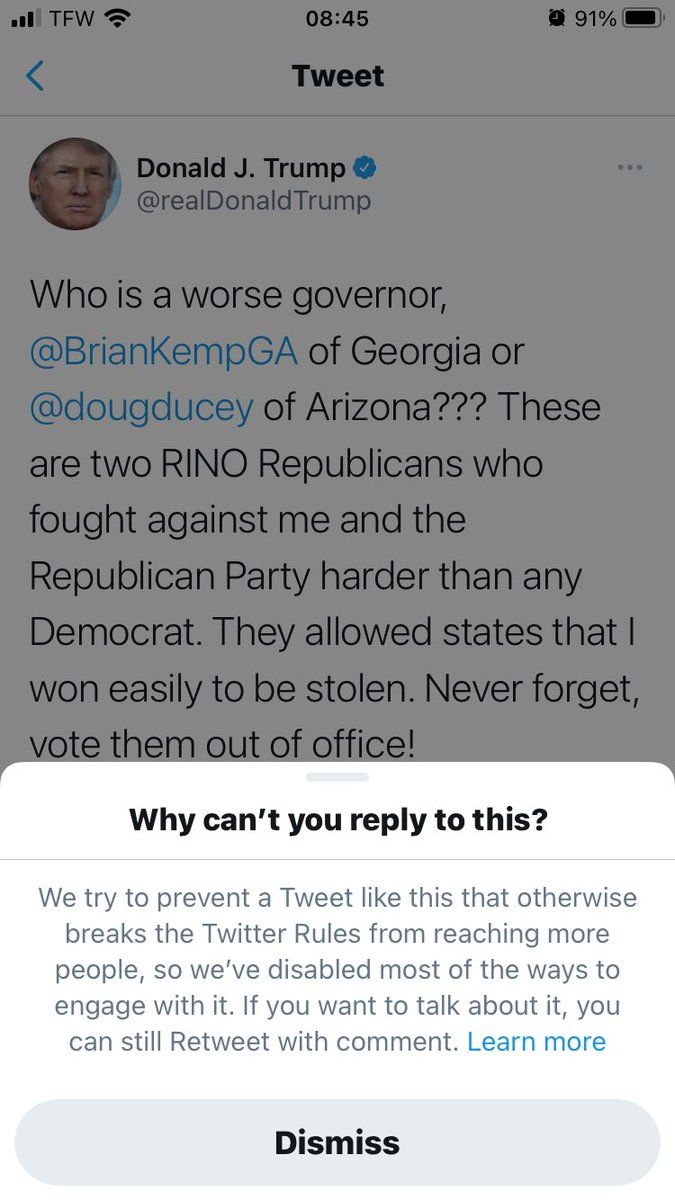 TFW 08:45 91%
Tweet
Donald J. Trump
@realDonaldTrump
Who is a worse governor,
@BrianKempGA of Georgia or
@dougducey of Arizona??? These
are two RINO Republicans who
fought against me and the
Republican Party harder than any
Democrat. They allowed states that I
won easily to be stolen. Never forget,
vote them out of office!
Why can’t you reply to this?
We try to prevent a Tweet like this that otherwise
breaks the Twitter Rules from reaching more
people, so we’ve disabled most of the ways to
engage with it. If you want to talk about it, you
can still Retweet with comment. Learn more
Dismiss